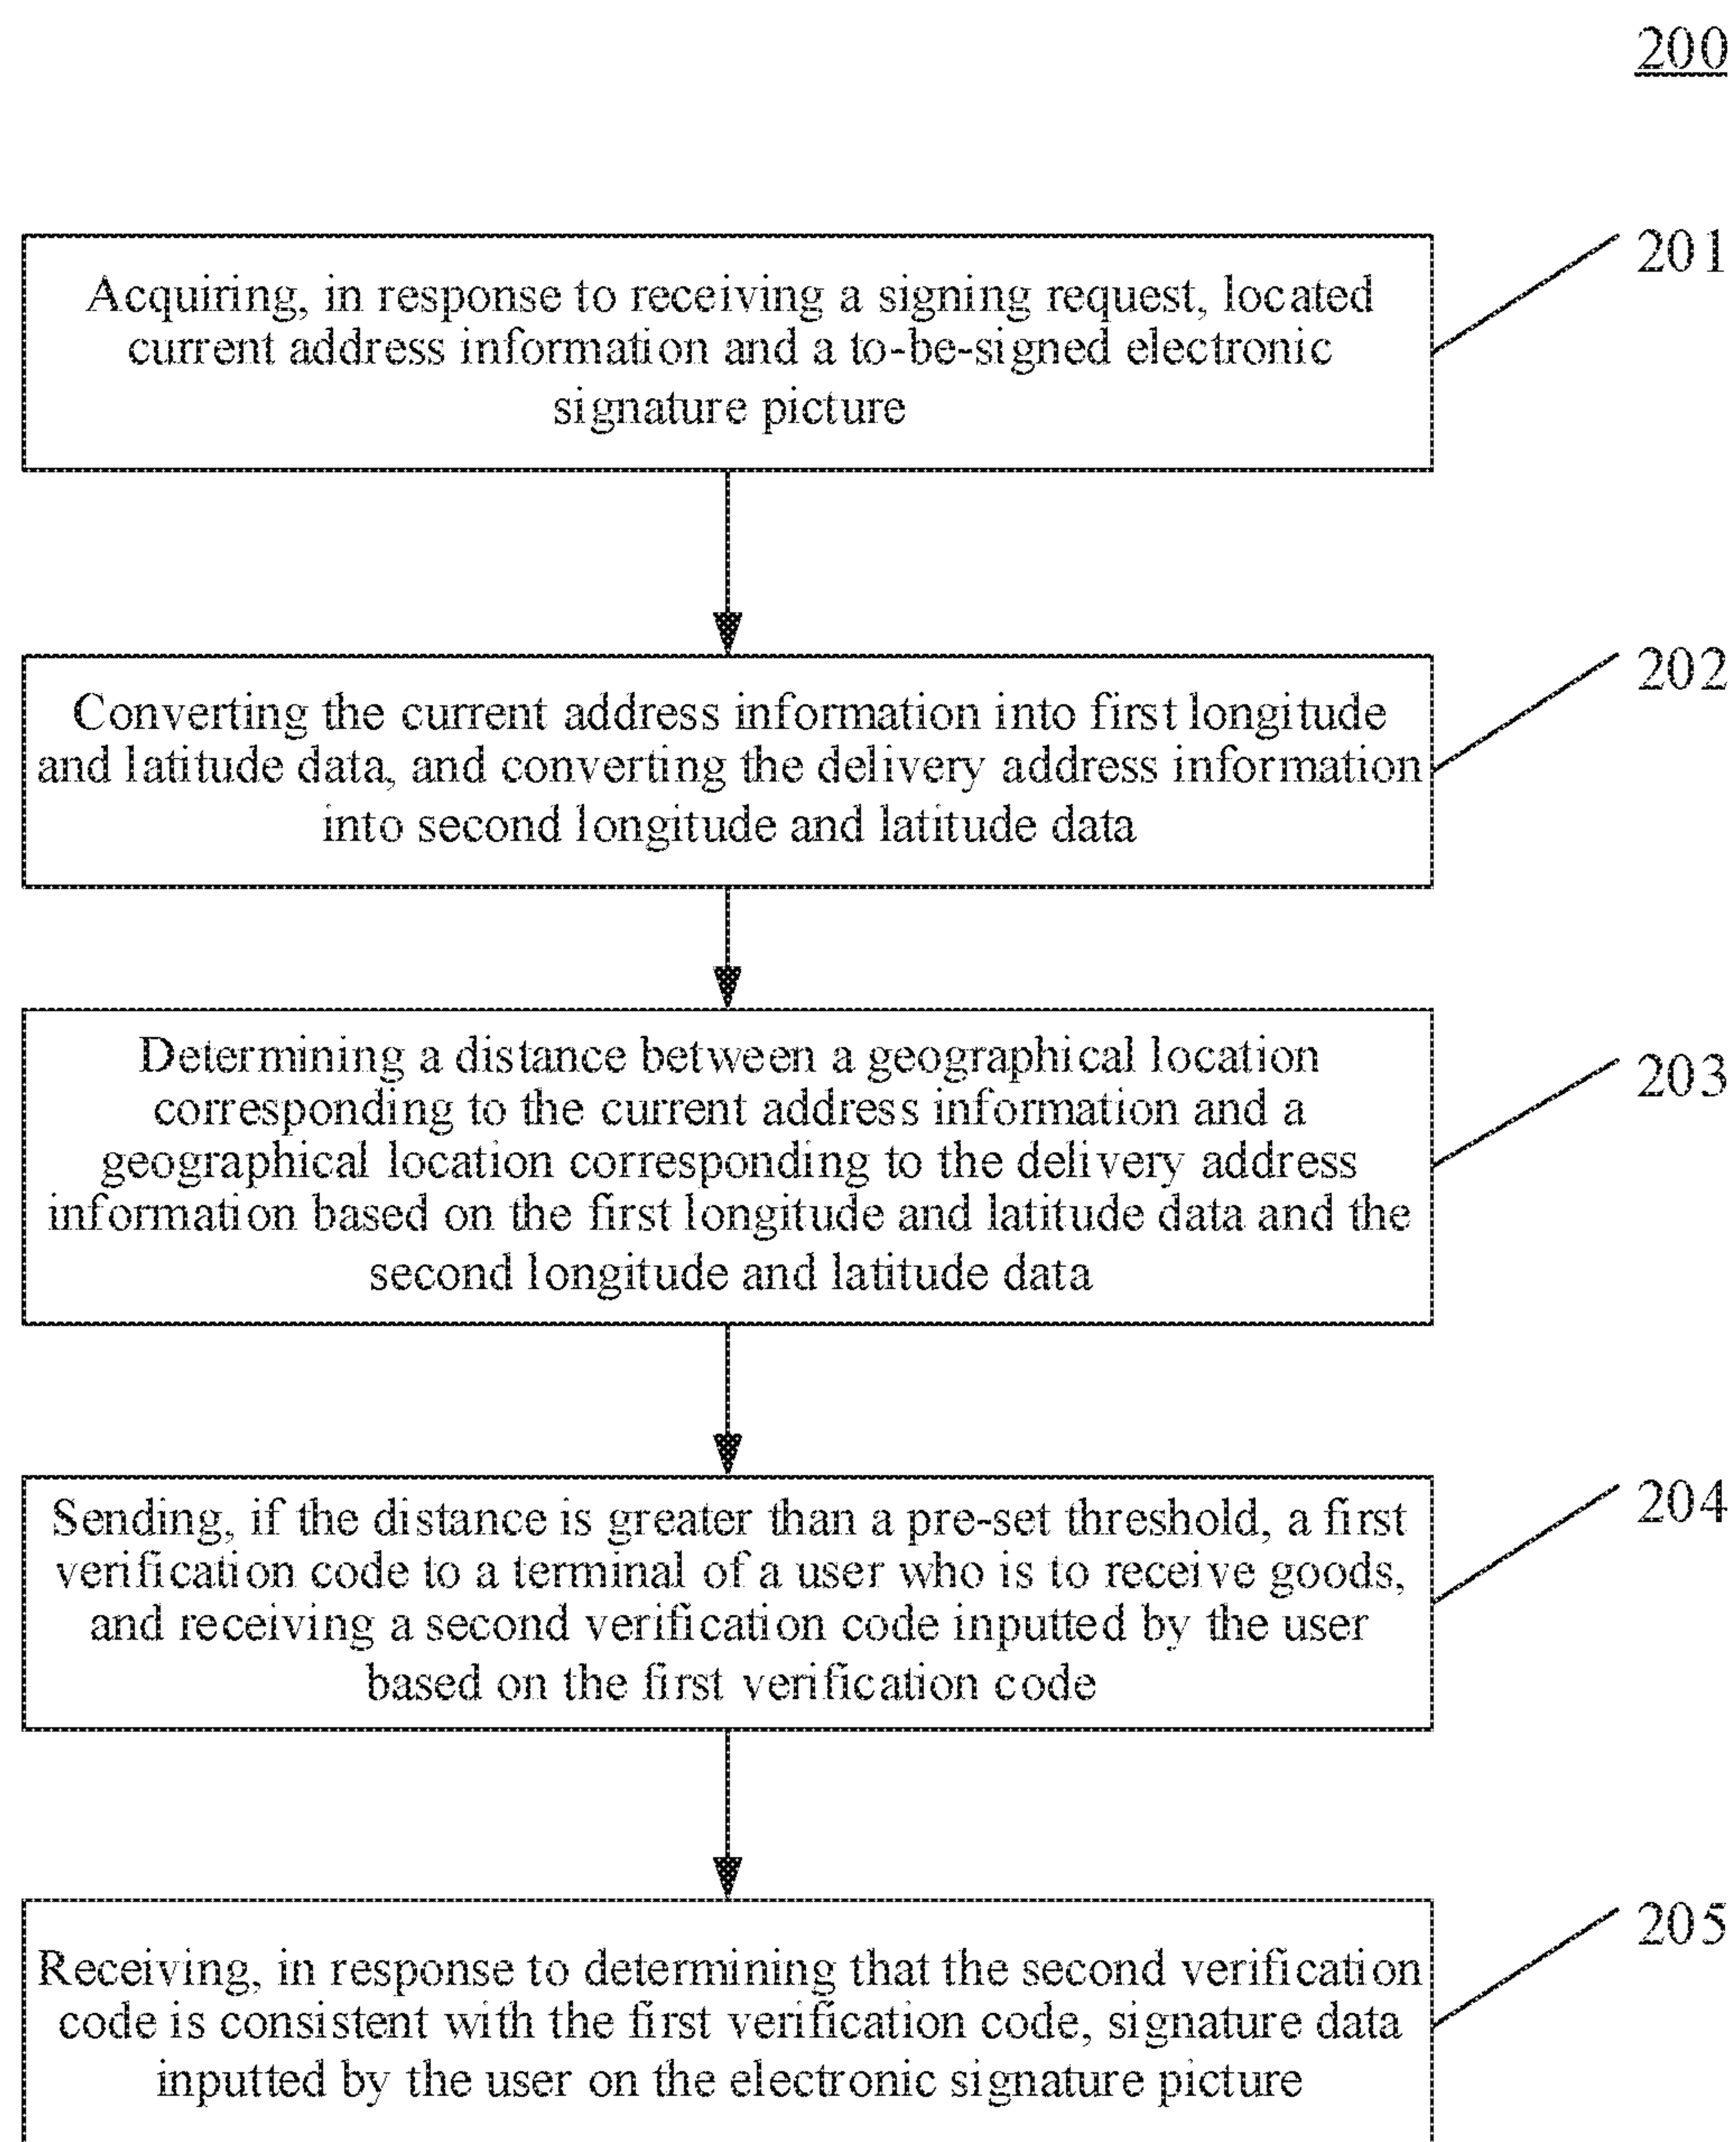 200
201
Acquiring, in response to receiving a signing request, located
current address information and a to-be-signed electronic
signature picture
202
Converting the current address information into first longitude
and latitude data, and converting the delivery address information
into second longitude and latitude data
203
Determining a distance between a geographical location
corresponding to the current address information and a
geographical location corresponding to the delivery address
information based on the first longitude and latitude data and the
second longitude and latitude data
204
Sending, if the distance is greater than a pre-set threshold, a first
verification code to a terminal of a user who is to receive goods,
and receiving a second verification code inputted by the user
based on the first verification code
205
Receiving, in response to determining that the second verification
code is consistent with the first verification code, signature data
inputted by the user on the electronic signature picture